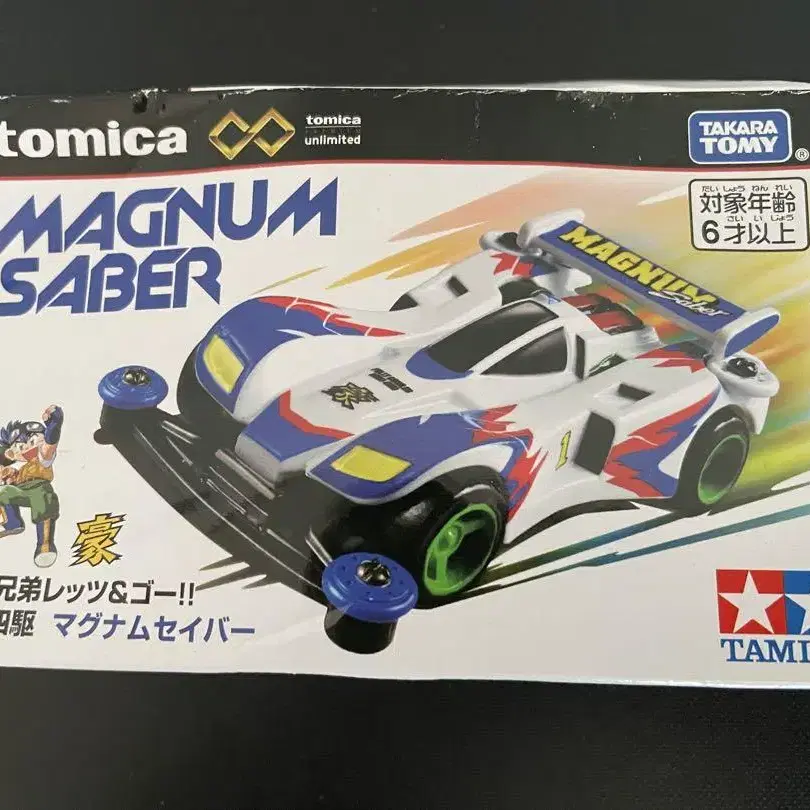 tomica
tomica
unlimited
TAKARA
TOMY
®
MAGNUM
SABER
たいしょうねんれい
対象年齢
さいいじょう
6才以上
MAGNUM
Saber
豪
1
豪
兄弟レッツ&ゴー!!
四駆 マグナムセイバー
TAMI